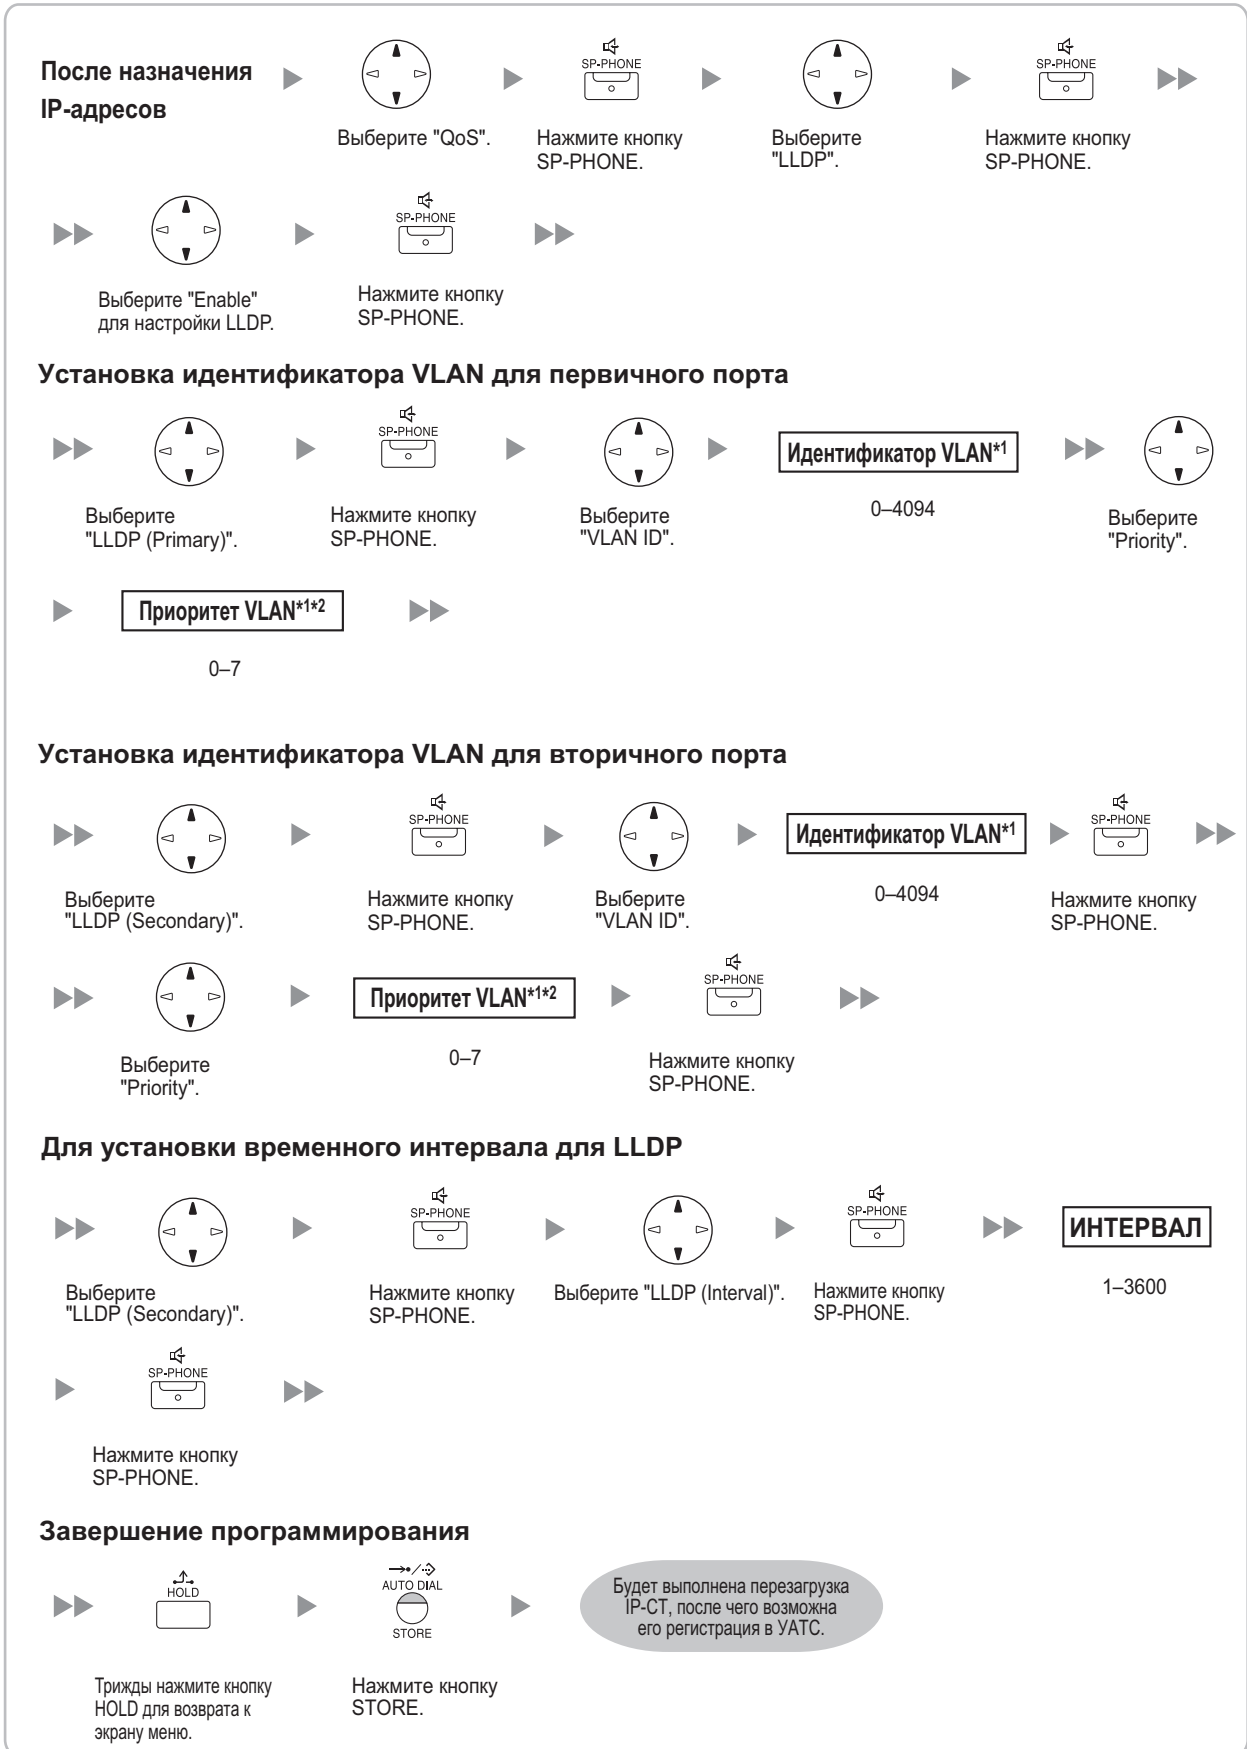 После назначения
IP-адресов
SP-PHONE
SP-PHONE
Выберите "QoS".
Нажмите кнопку
SP-PHONE.
Выберите
"LLDP".
Нажмите кнопку
SP-PHONE.
SP-PHONE
Выберите "Enable"
для настройки LLDP.
Нажмите кнопку
SP-PHONE.
Установка идентификатора VLAN для первичного порта
SP-PHONE
Идентификатор VLAN*1
Выберите
"LLDP (Primary)".
Нажмите кнопку
SP-PHONE.
Выберите
"VLAN ID".
0–4094
Выберите
"Priority".
Приоритет VLAN*1*2
0–7
Установка идентификатора VLAN для вторичного порта
SP-PHONE
Идентификатор VLAN*1
SP-PHONE
Выберите
"LLDP (Secondary)".
Нажмите кнопку
SP-PHONE.
Выберите
"VLAN ID".
0–4094
Нажмите кнопку
SP-PHONE.
Приоритет VLAN*1*2
SP-PHONE
Выберите
"Priority".
0–7
Нажмите кнопку
SP-PHONE.
Для установки временного интервала для LLDP
SP-PHONE
SP-PHONE
ИНТЕРВАЛ
Выберите
"LLDP (Secondary)".
Нажмите кнопку
SP-PHONE.
Выберите "LLDP (Interval)".
Нажмите кнопку
SP-PHONE.
1–3600
SP-PHONE
Нажмите кнопку
SP-PHONE.
Завершение программирования
HOLD
AUTO DIAL
STORE
Будет выполнена перезагрузка
IP-СТ, после чего возможна
его регистрация в УАТС.
Трижды нажмите кнопку
HOLD для возврата к
экрану меню.
Нажмите кнопку
STORE.